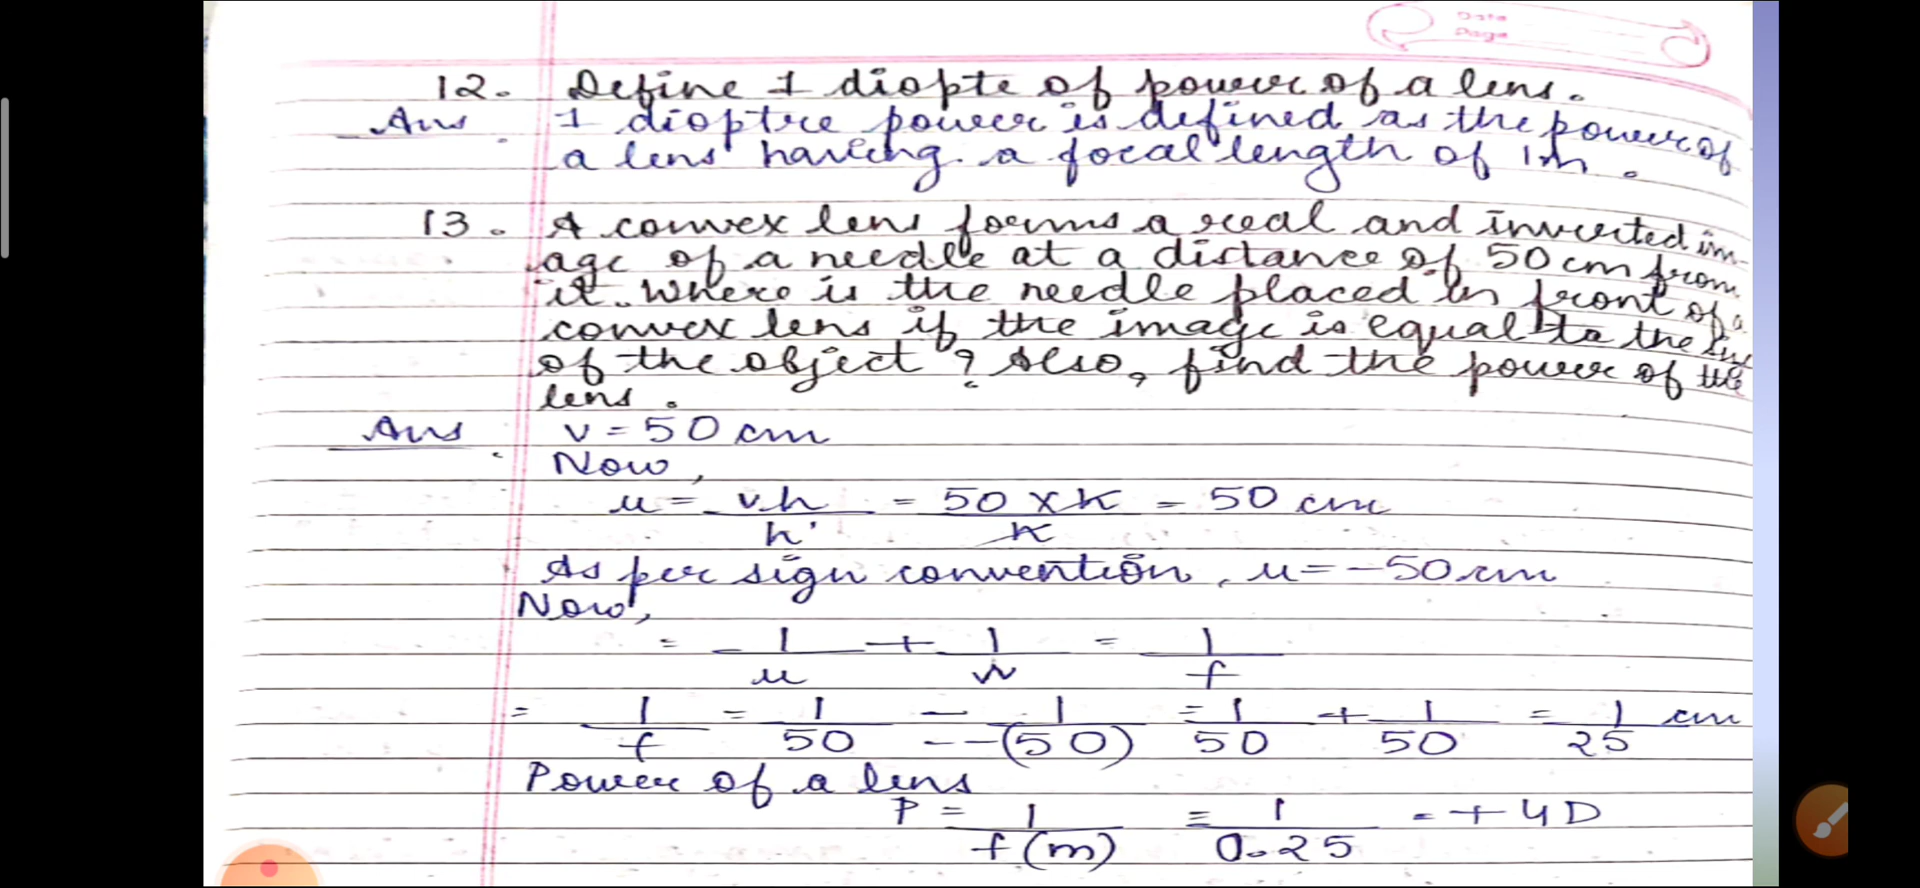 Date
Page
12. Define 1 diopte of power of a lens.
Ans 1 dioptre power is defined as the power of
a lens having a focal length of 1m.
13. A convex lens forms a real and inverted im-
age of a needle at a distance of 50 cm from
it. Where is the needle placed in front of a
convex lens if the image is equal to the size
of the object? Also, find the power of the
lens.
Ans v = 50 cm
Now,
u = vh/h' = 50 × h/h = 50 cm
As per sign convention, u = -50 cm
Now,
= - 1/u + 1/v = 1/f
= 1/f = 1/50 - 1/--(50) = 1/50 + 1/50 = 1/25 cm
Power of a lens
P = 1/f(m) = 1/0.25 = +4D